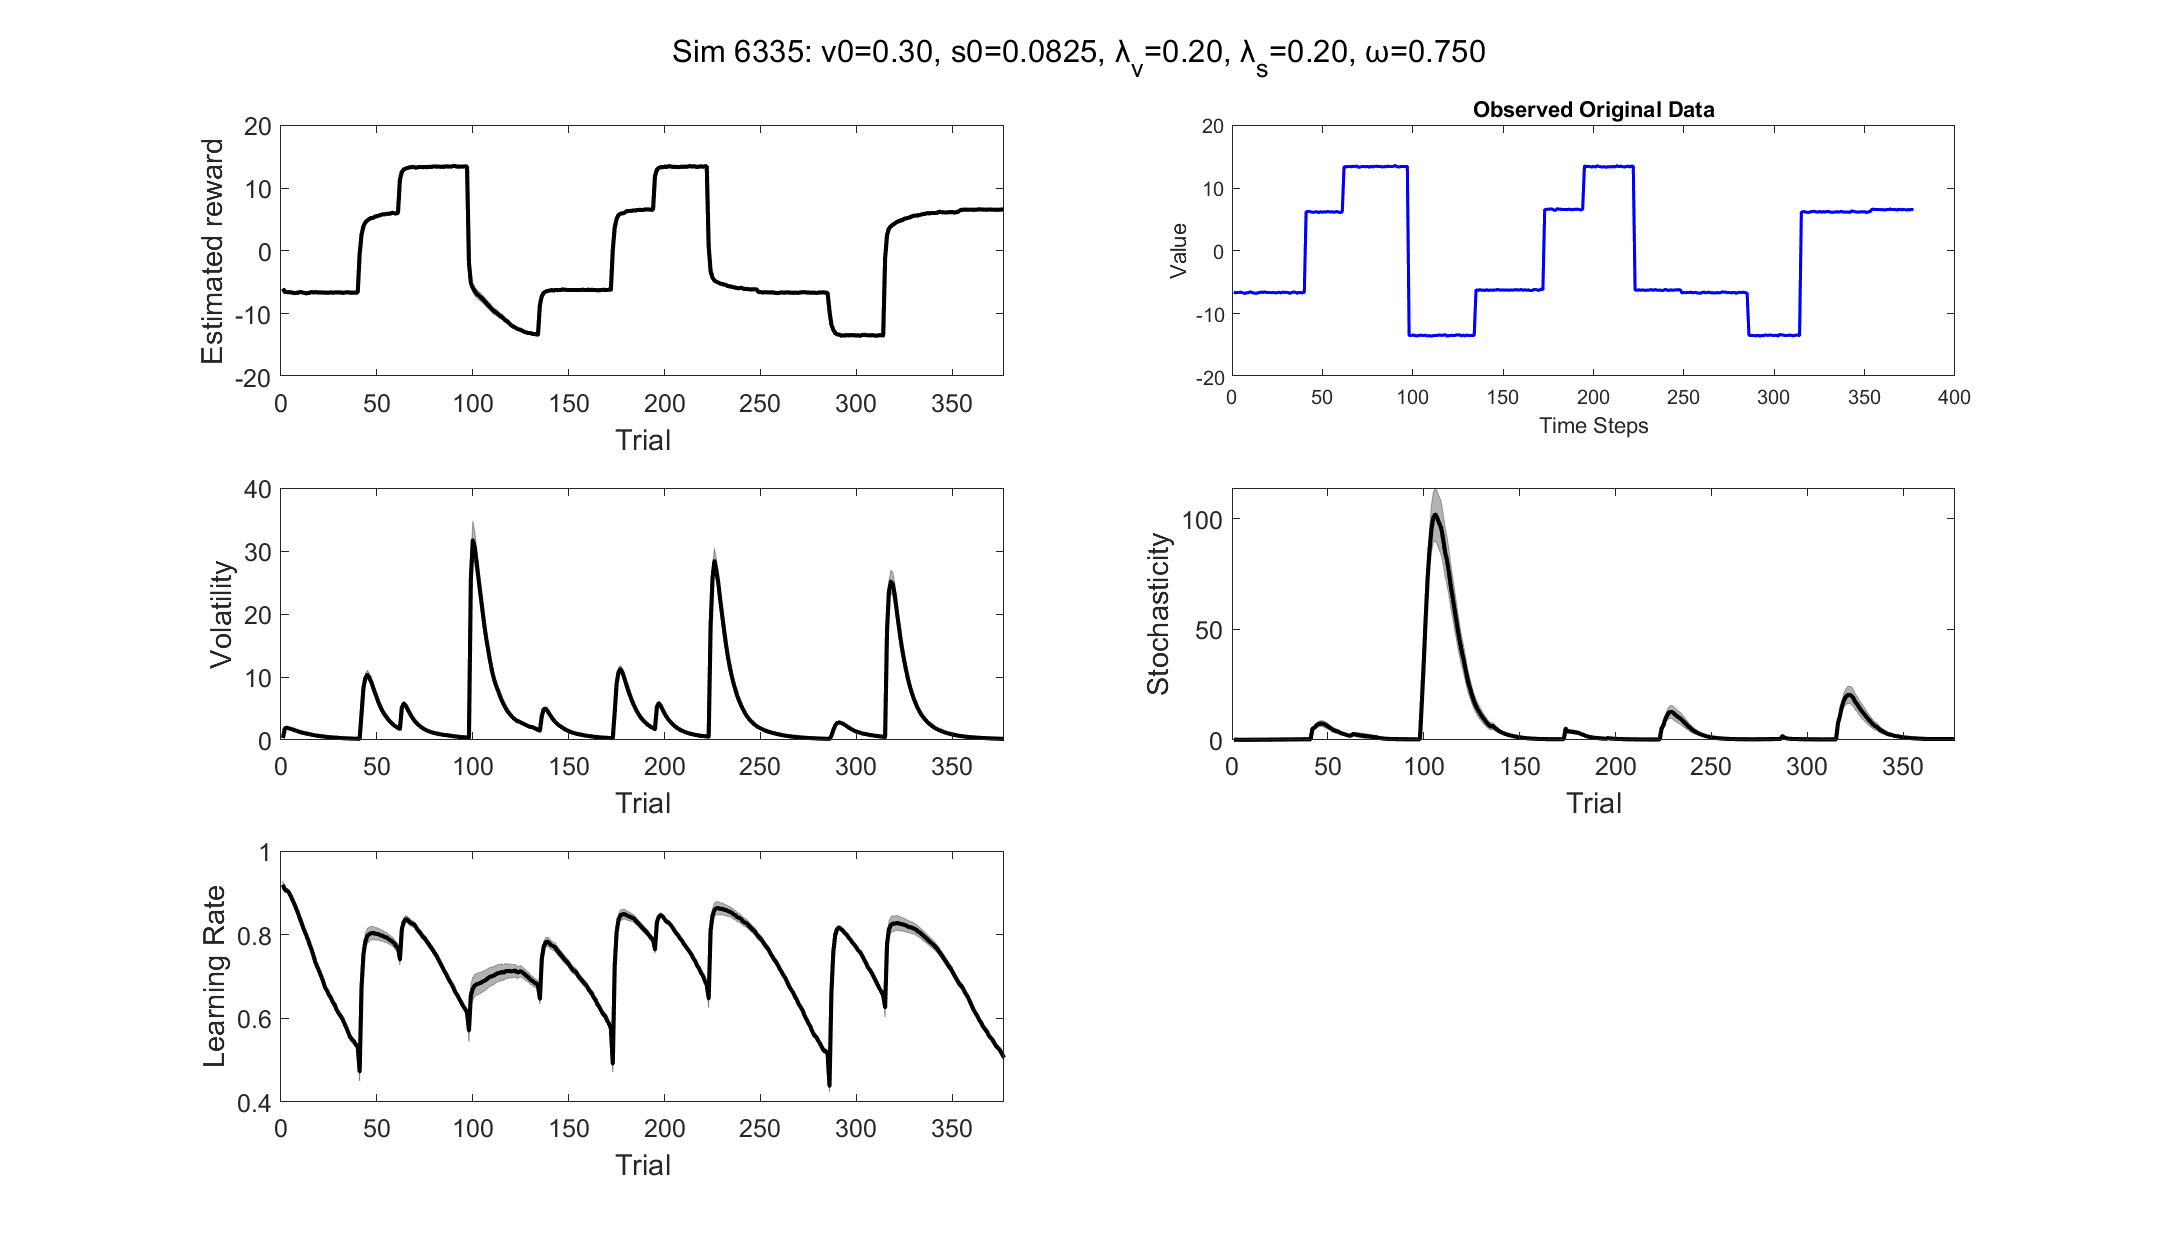 Sim 6335: v0=0.30, s0=0.0825, λ_v=0.20, λ_s=0.20, ω=0.750
Estimated reward
20
10
0
-10
-20
0 50 100 150 200 250 300 350
Trial
Observed Original Data
Value
20
10
0
-10
-20
0 50 100 150 200 250 300 350 400
Time Steps
Volatility
40
30
20
10
0
0 50 100 150 200 250 300 350
Trial
Stochasticity
100
50
0
0 50 100 150 200 250 300 350
Trial
Learning Rate
1
0.8
0.6
0.4
0 50 100 150 200 250 300 350
Trial